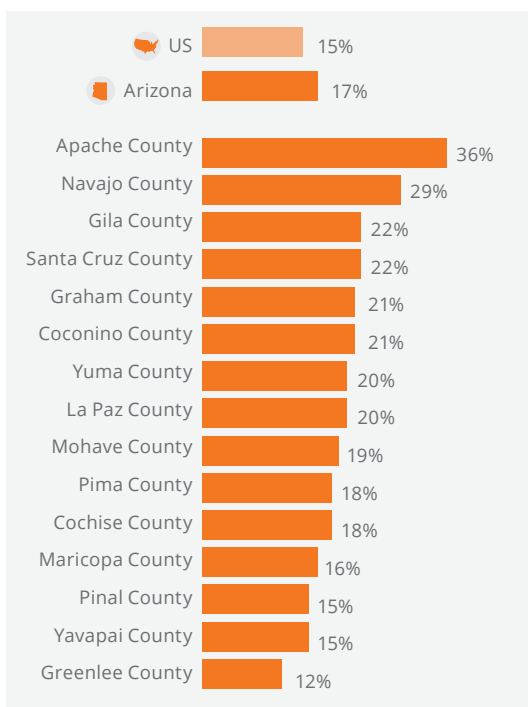 US 15%
Arizona 17%
Apache County 36%
Navajo County 29%
Gila County 22%
Santa Cruz County 22%
Graham County 21%
Coconino County 21%
Yuma County 20%
La Paz County 20%
Mohave County 19%
Pima County 18%
Cochise County 18%
Maricopa County 16%
Pinal County 15%
Yavapai County 15%
Greenlee County 12%